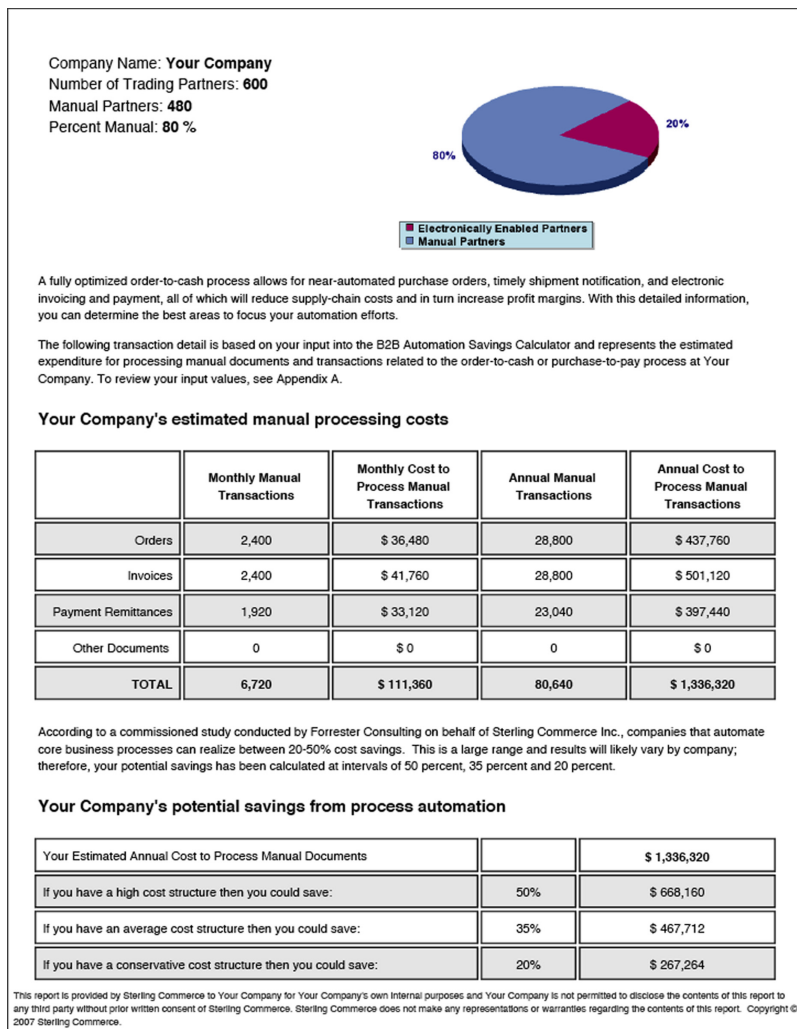 Company Name: Your Company
Number of Trading Partners: 600
Manual Partners: 480
Percent Manual: 80 %
20%
80%
Electronically Enabled Partners
Manual Partners
A fully optimized order-to-cash process allows for near-automated purchase orders, timely shipment notification, and electronic
invoicing and payment, all of which will reduce supply-chain costs and in turn increase profit margins. With this detailed information,
you can determine the best areas to focus your automation efforts.
The following transaction detail is based on your input into the B2B Automation Savings Calculator and represents the estimated
expenditure for processing manual documents and transactions related to the order-to-cash or purchase-to-pay process at Your
Company. To review your input values, see Appendix A.
Your Company's estimated manual processing costs
Monthly Manual Transactions Monthly Cost to Process Manual Transactions Annual Manual Transactions Annual Cost to Process Manual Transactions
Orders 2,400 $ 36,480 28,800 $ 437,760
Invoices 2,400 $ 41,760 28,800 $ 501,120
Payment Remittances 1,920 $ 33,120 23,040 $ 397,440
Other Documents 0 $ 0 0 $ 0
TOTAL 6,720 $ 111,360 80,640 $ 1,336,320
According to a commissioned study conducted by Forrester Consulting on behalf of Sterling Commerce Inc., companies that automate
core business processes can realize between 20-50% cost savings. This is a large range and results will likely vary by company;
therefore, your potential savings has been calculated at intervals of 50 percent, 35 percent and 20 percent.
Your Company's potential savings from process automation
Your Estimated Annual Cost to Process Manual Documents $ 1,336,320
If you have a high cost structure then you could save: 50% $ 668,160
If you have an average cost structure then you could save: 35% $ 467,712
If you have a conservative cost structure then you could save: 20% $ 267,264
This report is provided by Sterling Commerce to Your Company for Your Company's own internal purposes and Your Company is not permitted to disclose the contents of this report to
any third party without prior written consent of Sterling Commerce. Sterling Commerce does not make any representations or warranties regarding the contents of this report. Copyright ©
2007 Sterling Commerce.